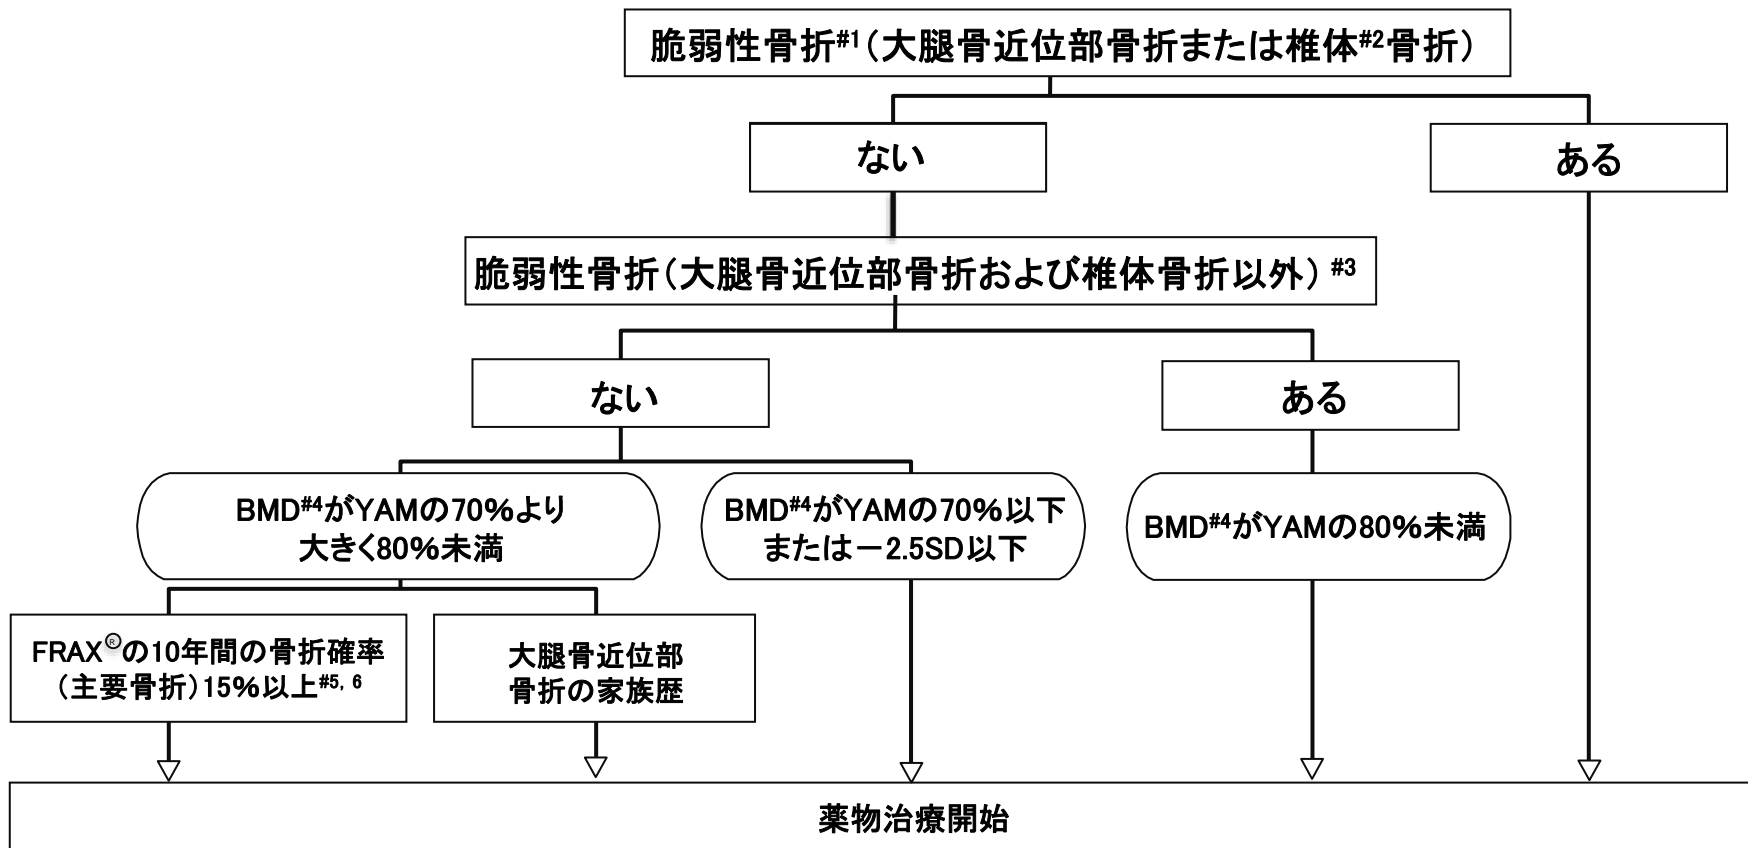 脆弱性骨折#1(大腿骨近位部骨折または椎体#2骨折)
ない
ある
脆弱性骨折(大腿骨近位部骨折および椎体骨折以外)#3
ない
ある
BMD#4がYAMの70%より
大きく80%未満
BMD#4がYAMの70%以下
または-2.5SD以下
BMD#4がYAMの80%未満
FRAX®の10年間の骨折確率
(主要骨折)15%以上#5, 6
大腿骨近位部
骨折の家族歴
薬物治療開始